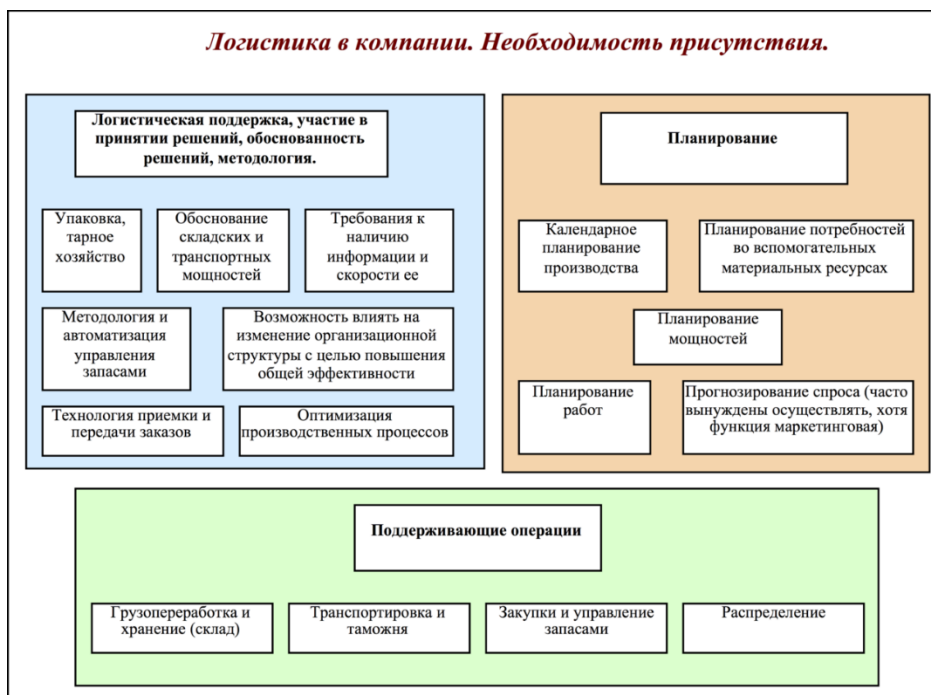 Логистика в компании. Необходимость присутствия.
Логистическая поддержка, участие в
принятии решений, обоснованность
решений, методология.
Упаковка,
тарное
хозяйство
Обоснование
складских и
транспортных
мощностей
Требования к
наличию
информации и
скорости ее
Методология и
автоматизация
управления
запасами
Возможность влиять на
изменение организационной
структуры с целью повышения
общей эффективности
Технология приемки и
передачи заказов
Оптимизация
производственных процессов
Планирование
Календарное
планирование
производства
Планирование потребностей
во вспомогательных
материальных ресурсах
Планирование
мощностей
Планирование
работ
Прогнозирование спроса (часто
вынуждены осуществлять, хотя
функция маркетинговая)
Поддерживающие операции
Грузопереработка и
хранение (склад)
Транспортировка и
таможня
Закупки и управление
запасами
Распределение